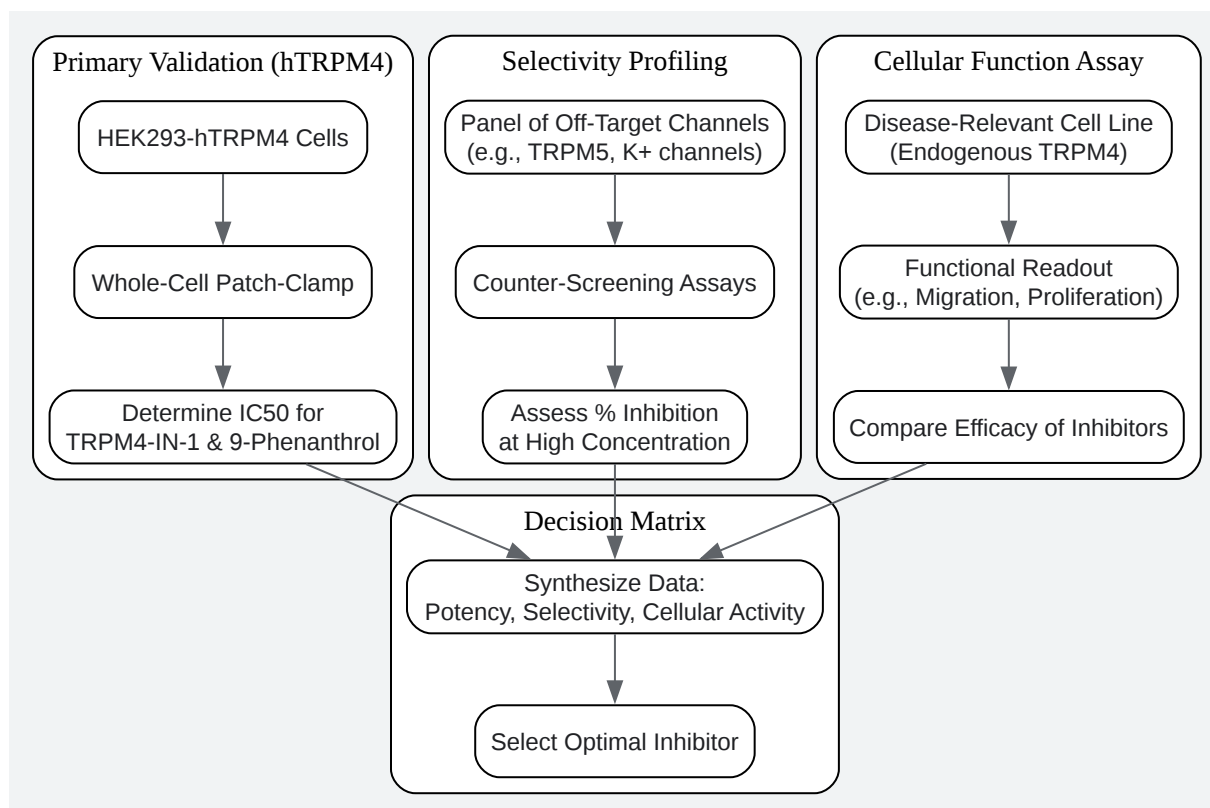 Primary Validation (hTRPM4)
HEK293-hTRPM4 Cells
Whole-Cell Patch-Clamp
Determine IC50 for
TRPM4-IN-1 & 9-Phenanthrol
Selectivity Profiling
Panel of Off-Target Channels
(e.g., TRPM5, K+ channels)
Counter-Screening Assays
Assess % Inhibition
at High Concentration
Cellular Function Assay
Disease-Relevant Cell Line
(Endogenous TRPM4)
Functional Readout
(e.g., Migration, Proliferation)
Compare Efficacy of Inhibitors
Decision Matrix
Synthesize Data:
Potency, Selectivity, Cellular Activity
Select Optimal Inhibitor